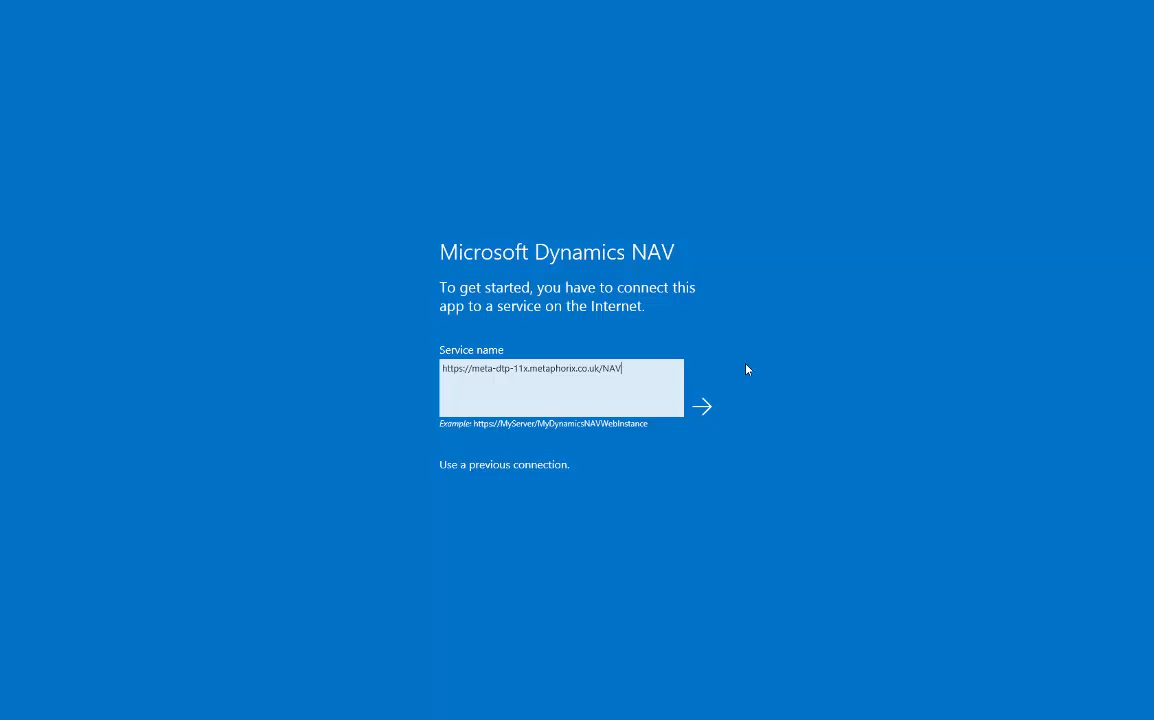 Microsoft Dynamics NAV
To get started, you have to connect this
app to a service on the Internet.
Service name
https://meta-dtp-11x.metaphorix.co.uk/NAV
Example: https://MyServer/MyDynamicsNAVWebInstance
Use a previous connection.